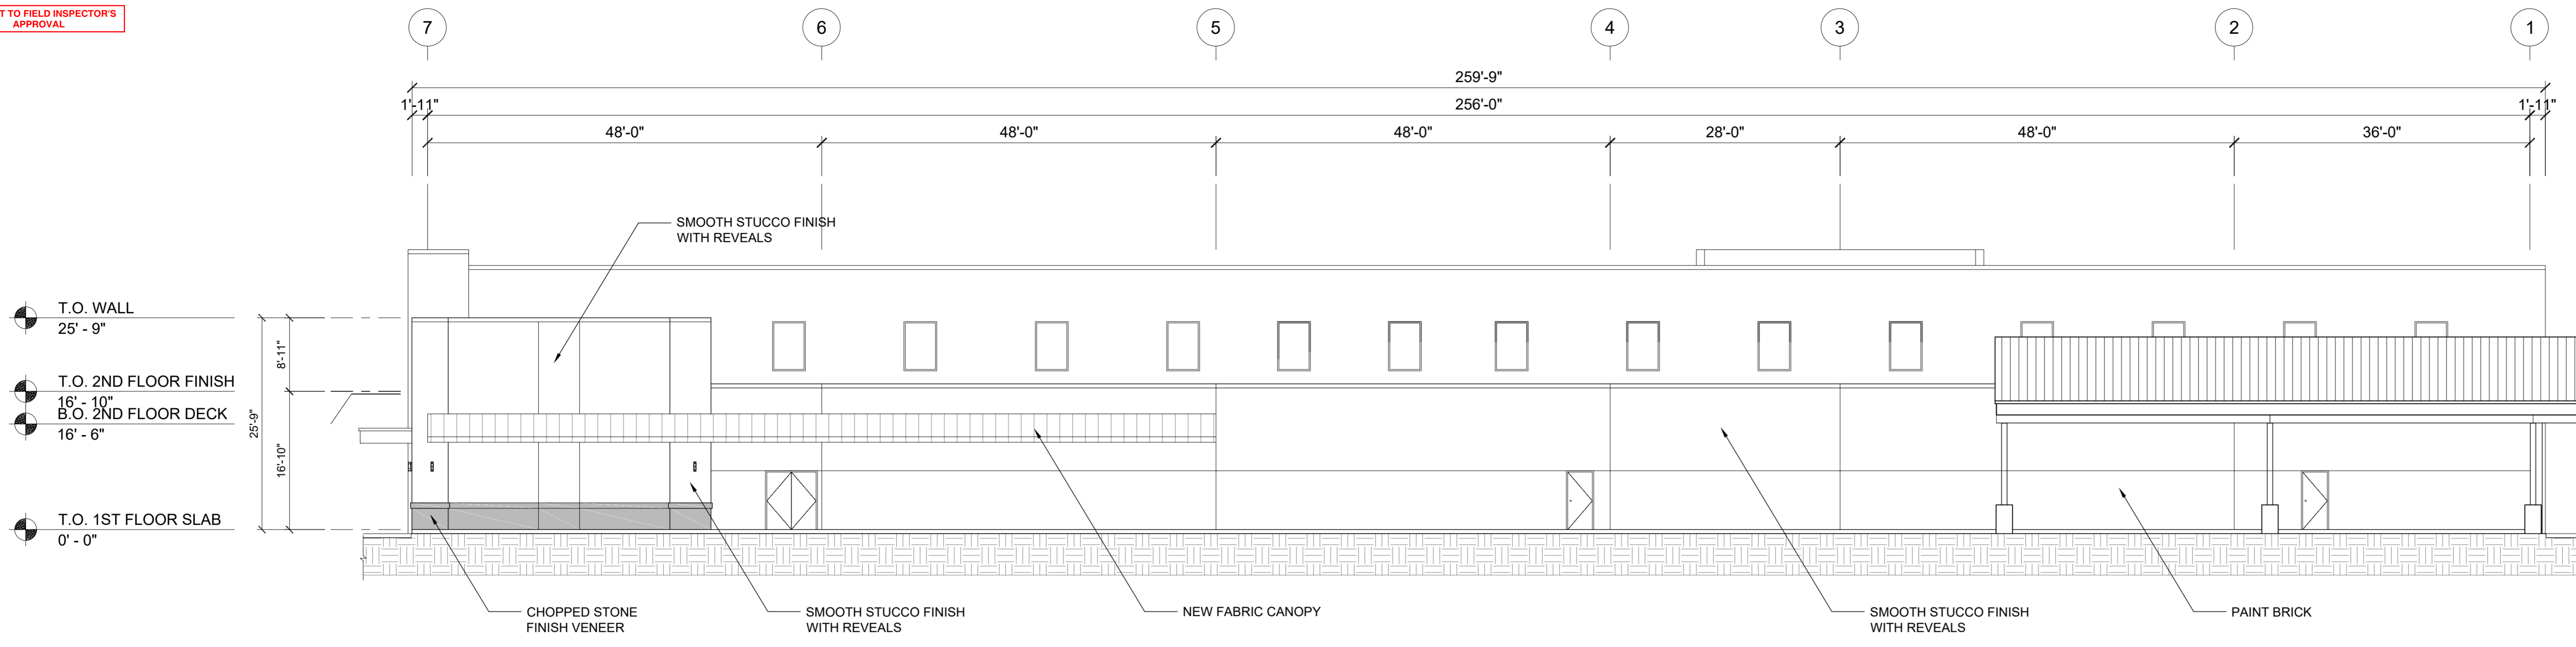 T TO FIELD INSPECTOR'S
APPROVAL
7 6 5 4 3 2 1
259'-9"
1'-11" 256'-0" 1'-11"
48'-0" 48'-0" 48'-0" 28'-0" 48'-0" 36'-0"
SMOOTH STUCCO FINISH
WITH REVEALS
T.O. WALL
25' - 9"
8'-11"
T.O. 2ND FLOOR FINISH
16' - 10"
B.O. 2ND FLOOR DECK
16' - 6"
25'-9"
16'-10"
T.O. 1ST FLOOR SLAB
0' - 0"
CHOPPED STONE
FINISH VENEER
SMOOTH STUCCO FINISH
WITH REVEALS
NEW FABRIC CANOPY
SMOOTH STUCCO FINISH
WITH REVEALS
PAINT BRICK